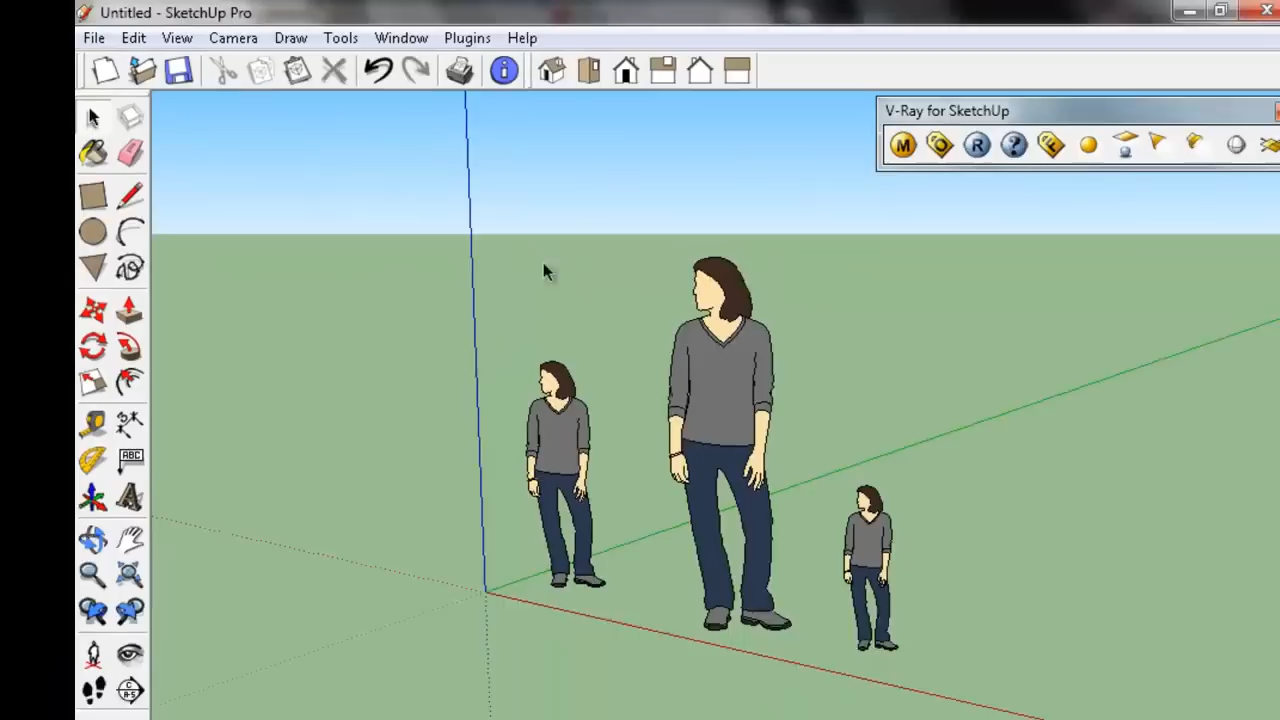 Untitled - SketchUp Pro
File Edit View Camera Draw Tools Window Plugins Help
V-Ray for SketchUp
M O R ? F
ABC
A
C
A-S